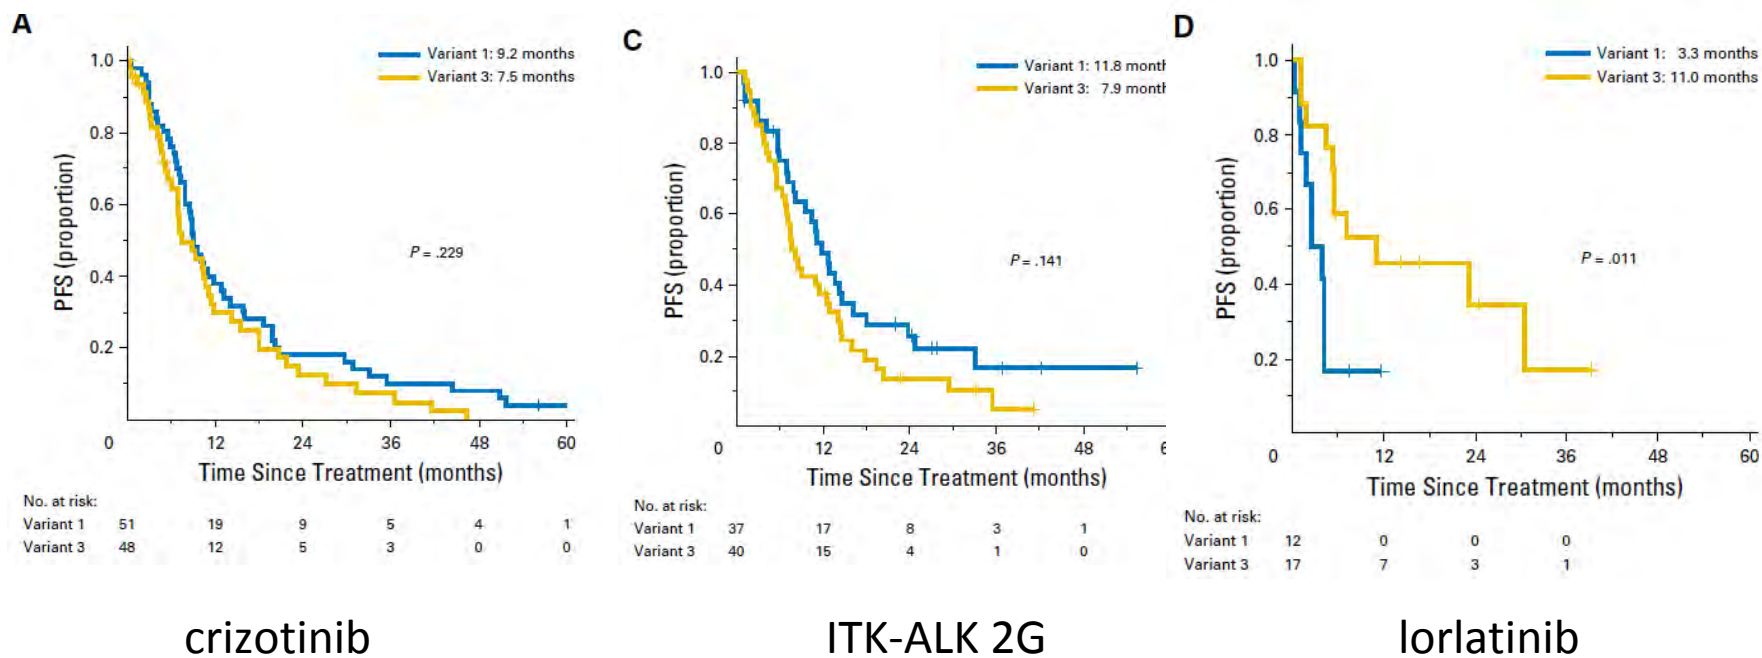 A
Variant 1: 9.2 months
Variant 3: 7.5 months
1.0
0.8
0.6
0.4
0.2
PFS (proportion)
P = .229
0 12 24 36 48 60
Time Since Treatment (months)
No. at risk:
Variant 1 51 19 9 5 4 1
Variant 3 48 12 5 3 0 0
crizotinib
C
Variant 1: 11.8 month
Variant 3: 7.9 month
1.0
0.8
0.6
0.4
0.2
PFS (proportion)
P = .141
0 12 24 36 48
Time Since Treatment (months)
No. at risk:
Variant 1 37 17 8 3 1
Variant 3 40 15 4 1 0
ITK-ALK 2G
D
Variant 1: 3.3 months
Variant 3: 11.0 months
1.0
0.8
0.6
0.4
0.2
PFS (proportion)
P = .011
0 12 24 36 48 60
Time Since Treatment (months)
No. at risk:
Variant 1 12 0 0 0
Variant 3 17 7 3 1
lorlatinib